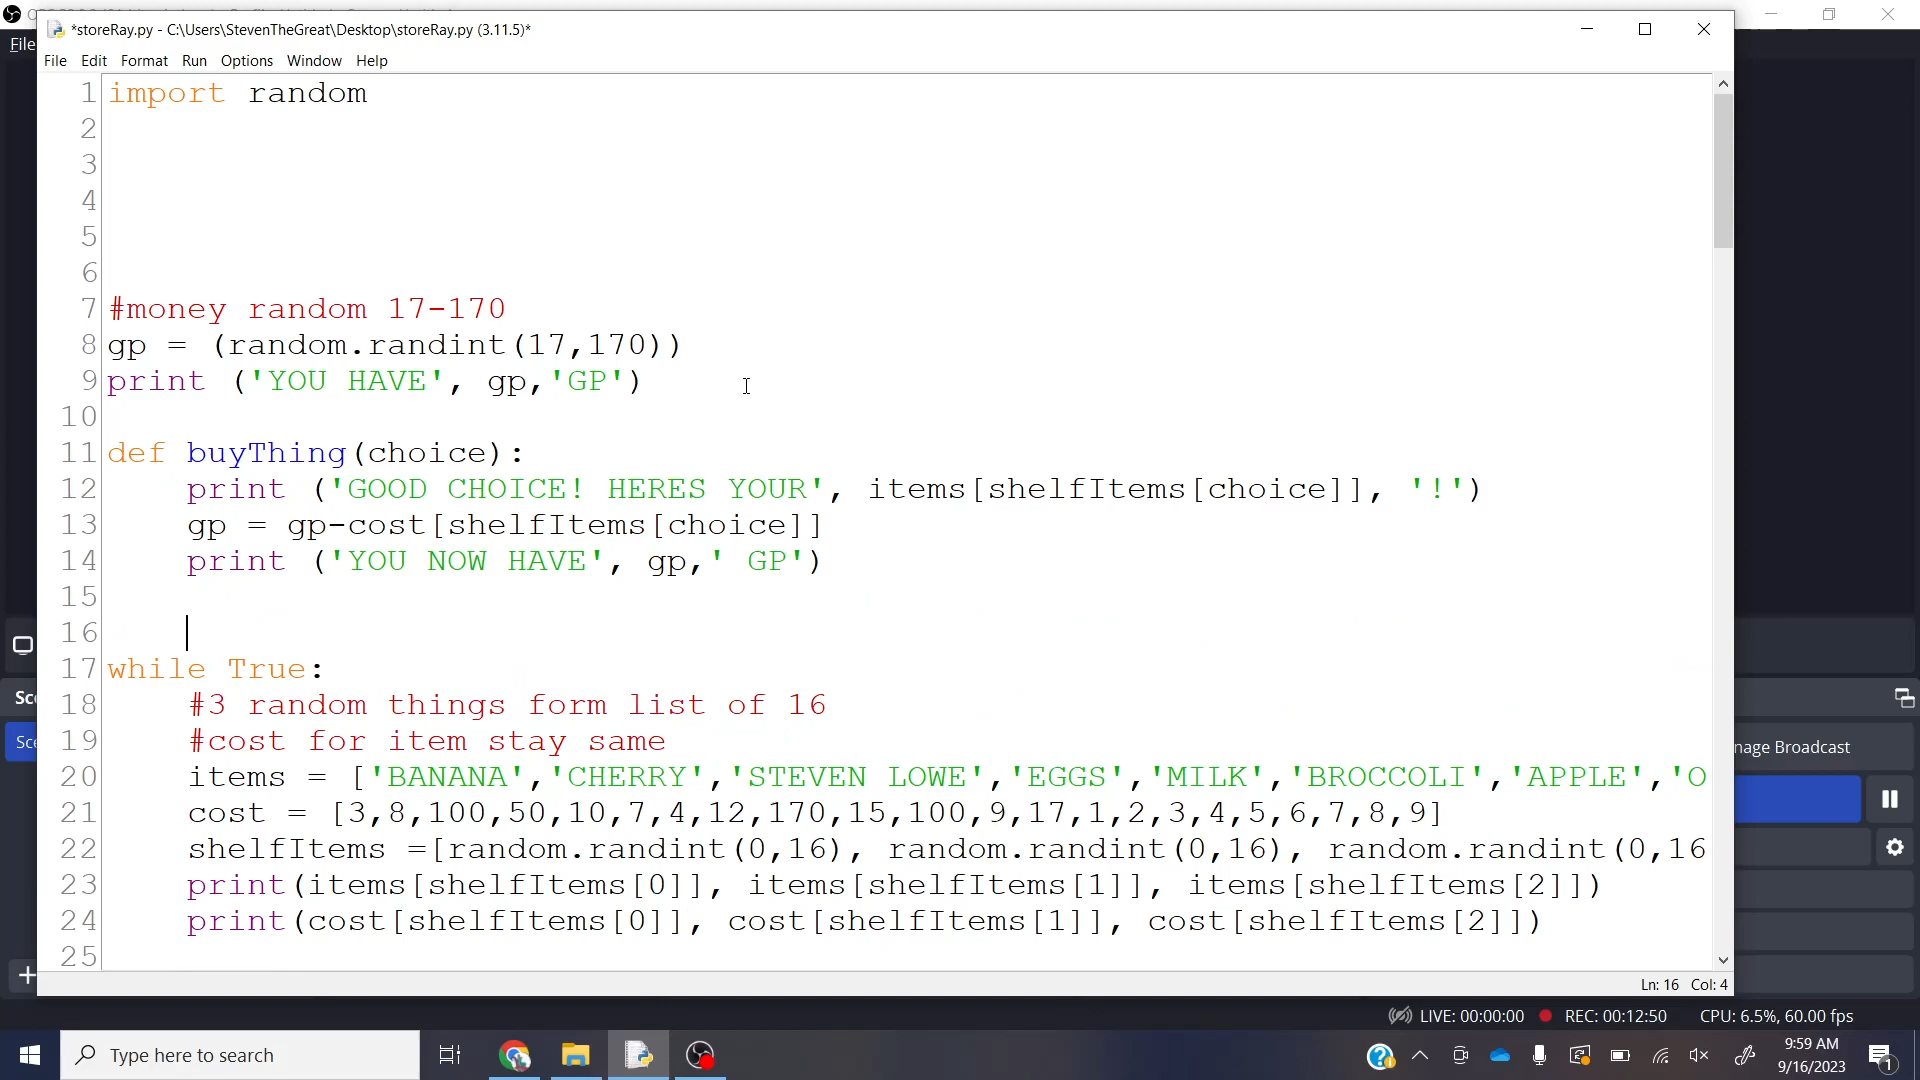 *storeRay.py - C:\Users\StevenTheGreat\Desktop\storeRay.py (3.11.5)*
File
File Edit Format Run Options Window Help
1 import random
2
3
4
5
6
7 #money random 17-170
8 gp = (random.randint(17,170))
9 print ('YOU HAVE', gp,'GP')
10
11 def buyThing(choice):
12 print ('GOOD CHOICE! HERES YOUR', items[shelfItems[choice]], '!')
13 gp = gp-cost[shelfItems[choice]]
14 print ('YOU NOW HAVE', gp,' GP')
15
16
17 while True:
Sce
18 #3 random things form list of 16
19 #cost for item stay same
Sce
nage Broadcast
20 items = ['BANANA','CHERRY','STEVEN LOWE','EGGS','MILK','BROCCOLI','APPLE','O
21 cost = [3,8,100,50,10,7,4,12,170,15,100,9,17,1,2,3,4,5,6,7,8,9]
22 shelfItems =[random.randint(0,16), random.randint(0,16), random.randint(0,16
23 print(items[shelfItems[0]], items[shelfItems[1]], items[shelfItems[2]])
24 print(cost[shelfItems[0]], cost[shelfItems[1]], cost[shelfItems[2]])
25
Ln: 16 Col: 4
LIVE: 00:00:00 REC: 00:12:50 CPU: 6.5%, 60.00 fps
Type here to search
9:59 AM
9/16/2023
1